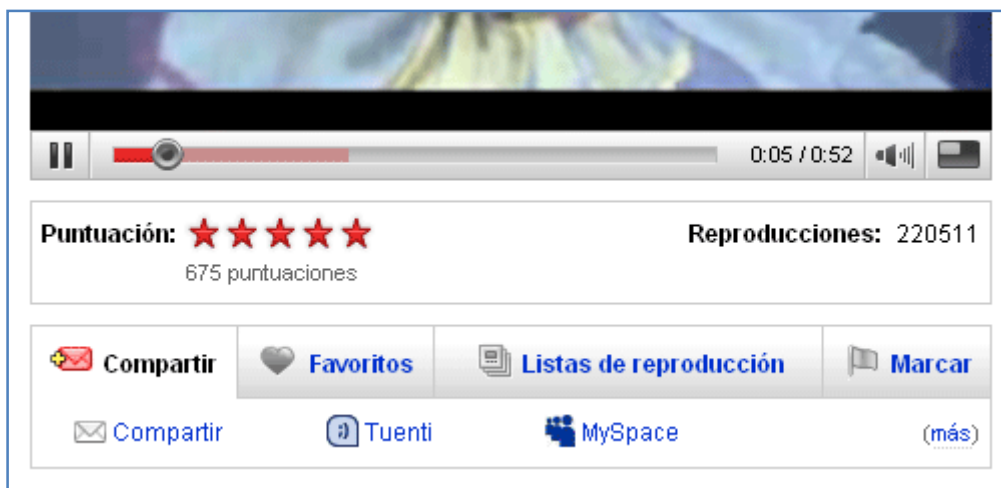 0:05 / 0:52
Puntuación: Reproducciones: 220511
675 puntuaciones
Compartir Favoritos Listas de reproducción Marcar
Compartir Tuenti MySpace (más)